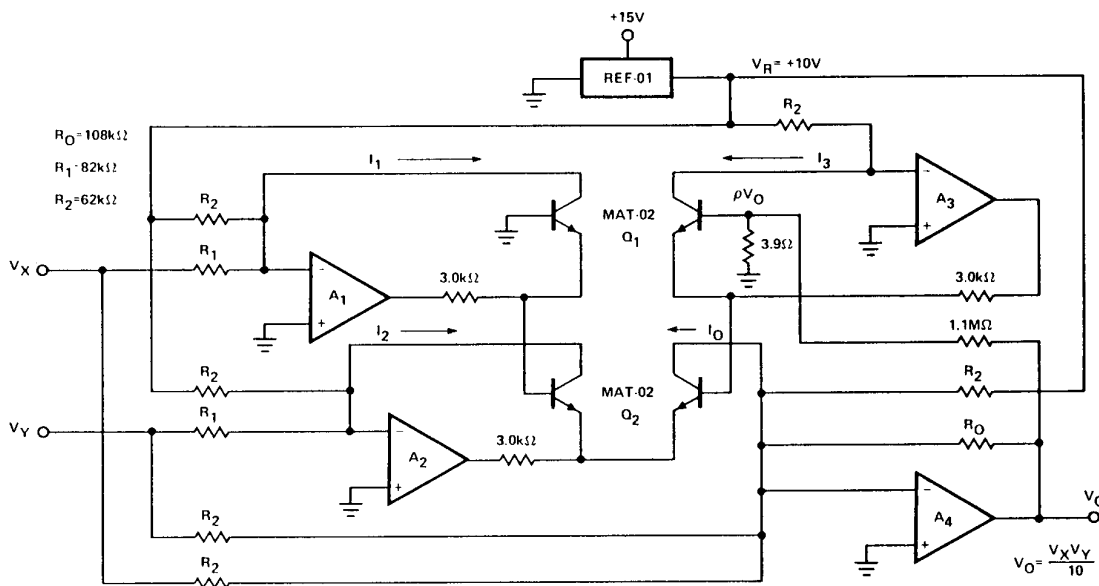 +15V
REF-01
V_R = +10V
R_2
R_O=108kΩ
R_1=82kΩ
R_2=62kΩ
I_1
I_3
R_2
MAT-02
Q_1
ρV_O
3.9Ω
−
A_3
+
V_X
R_1
−
A_1
+
3.0kΩ
3.0kΩ
I_2
I_O
1.1MΩ
R_2
MAT-02
Q_2
R_2
V_Y
R_1
−
A_2
+
3.0kΩ
R_O
−
A_4
+
V_O
R_2
R_2
V_O = V_XV_Y
10